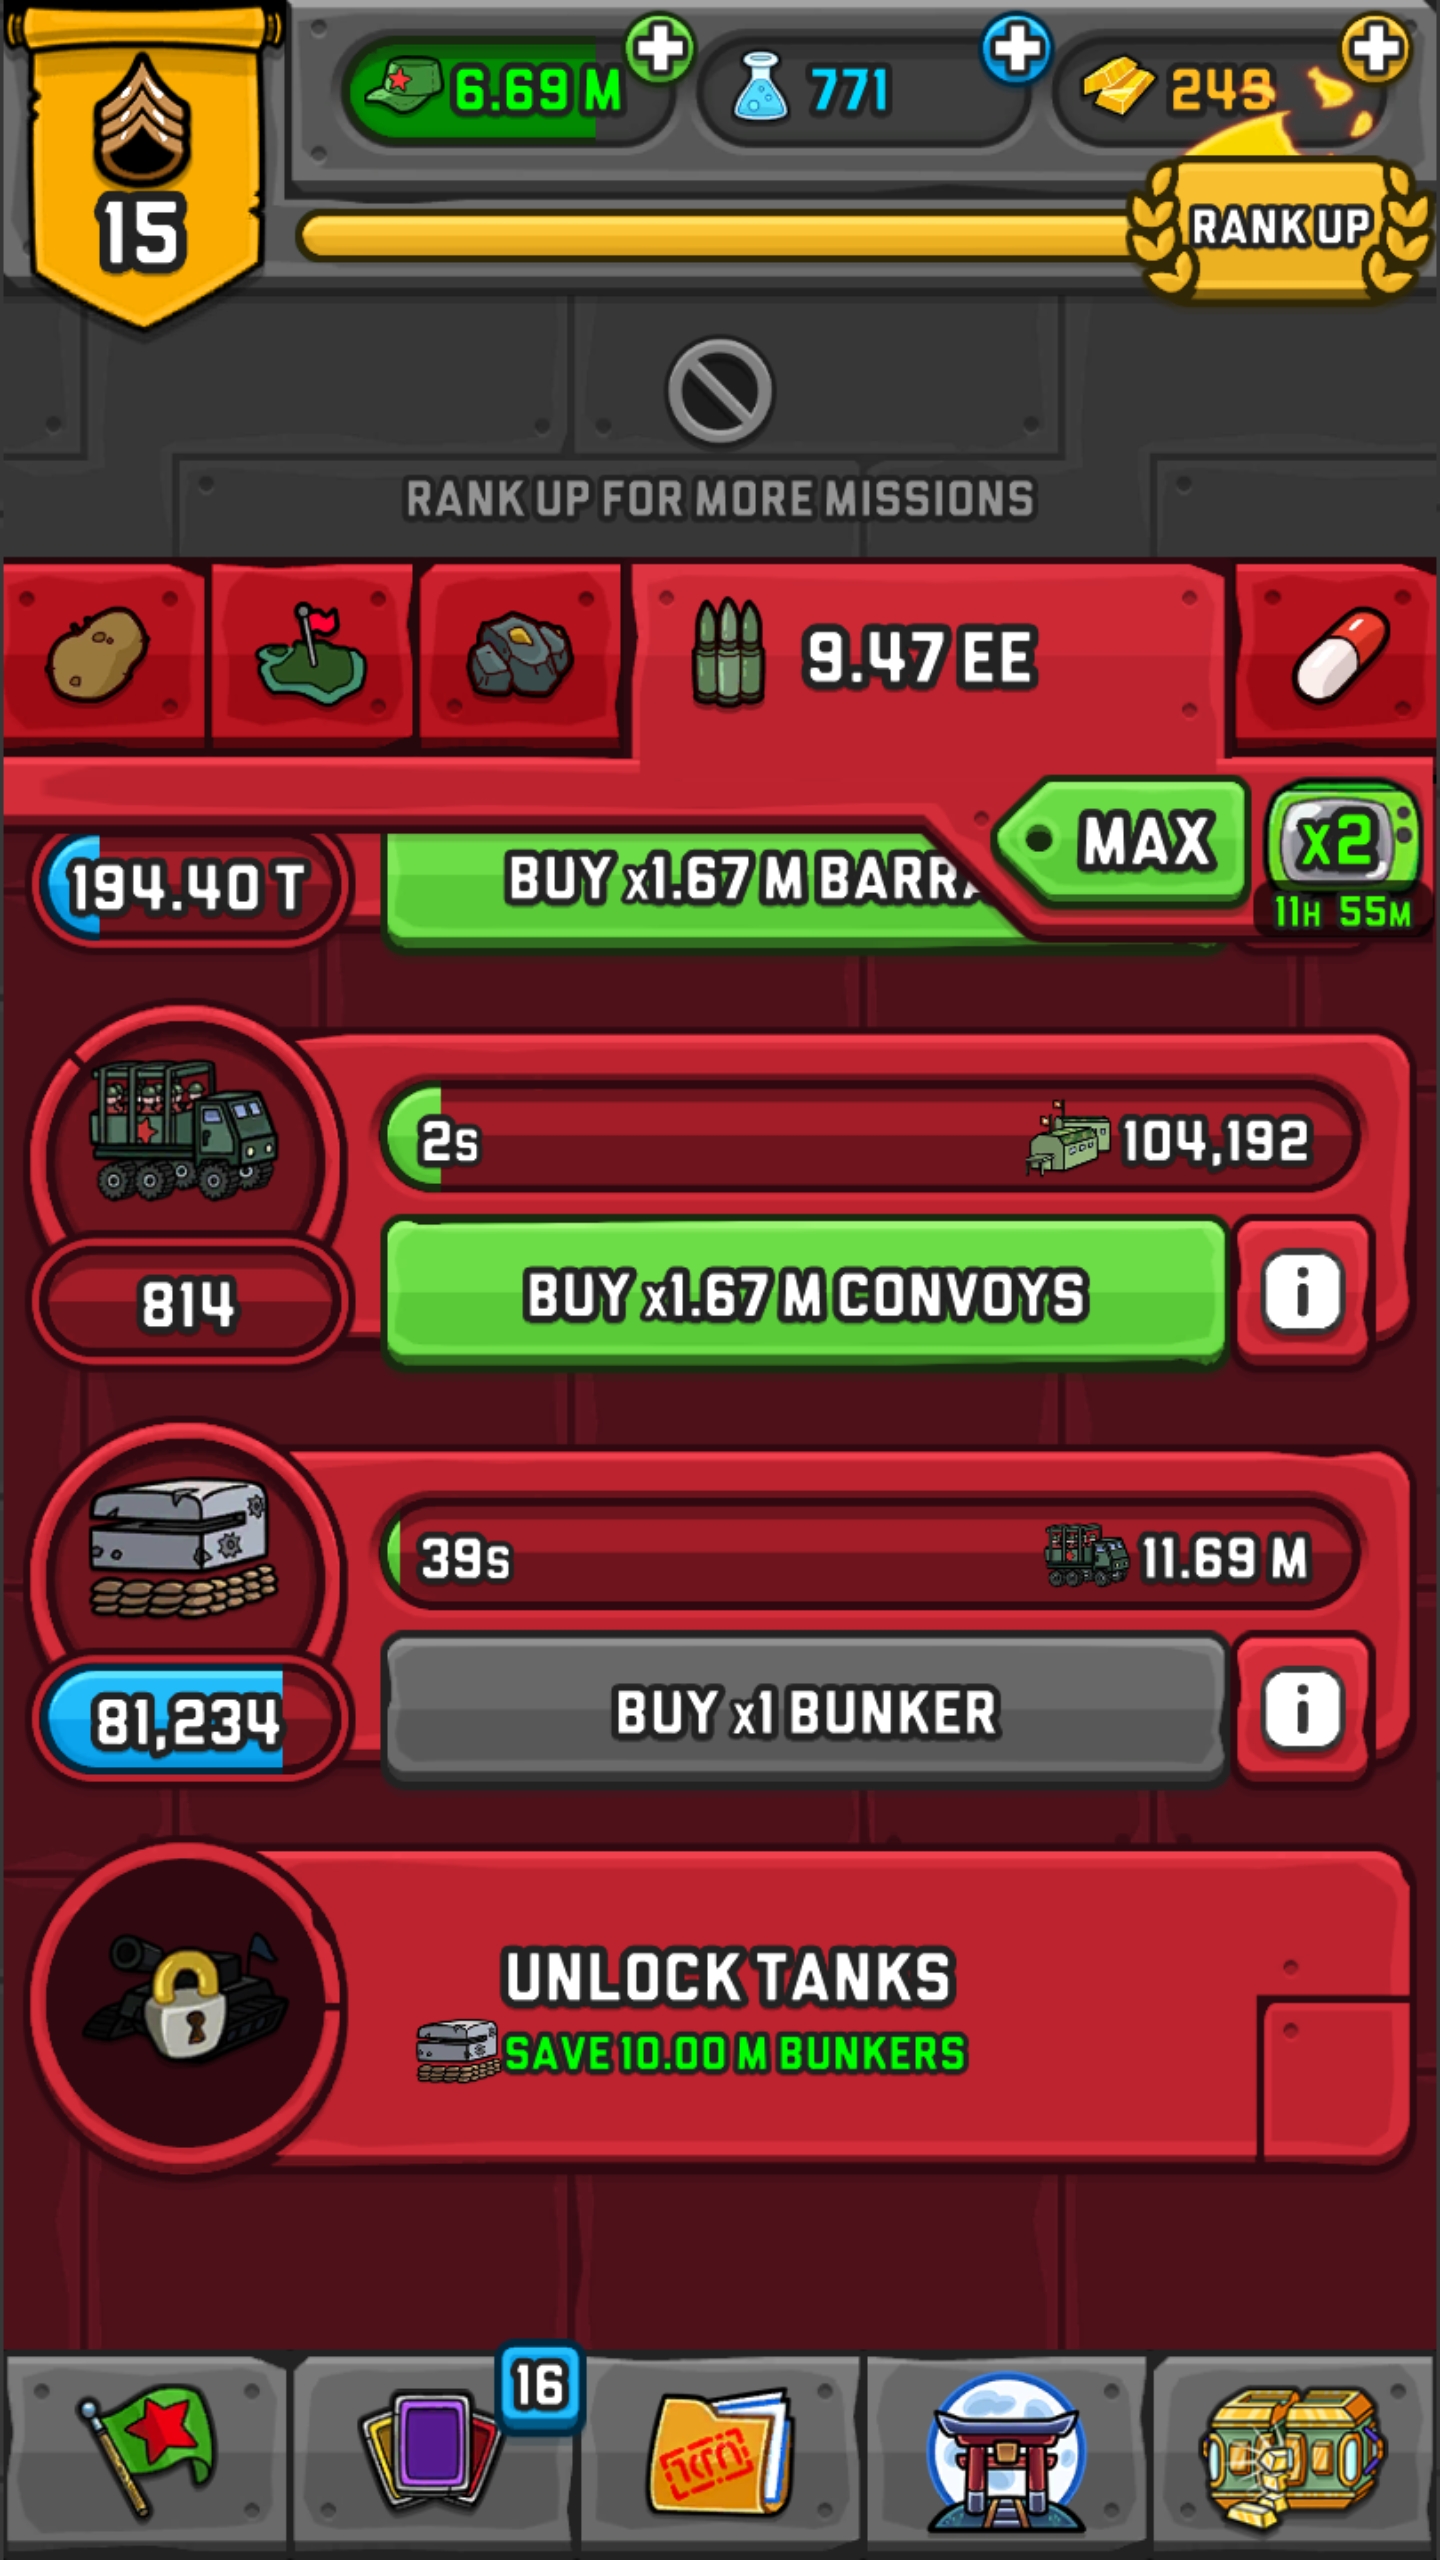 15
6.69 M
771
249
RANK UP
RANK UP FOR MORE MISSIONS
9.47 EE
MAX
x2
11H 55M
194.40 T
BUY x1.67 M
2s
104,192
814
BUY x1.67 M CONVOYS
i
39s
11.69 M
81,234
BUY x1 BUNKER
i
UNLOCK TANKS
SAVE 10.00 M BUNKERS
16